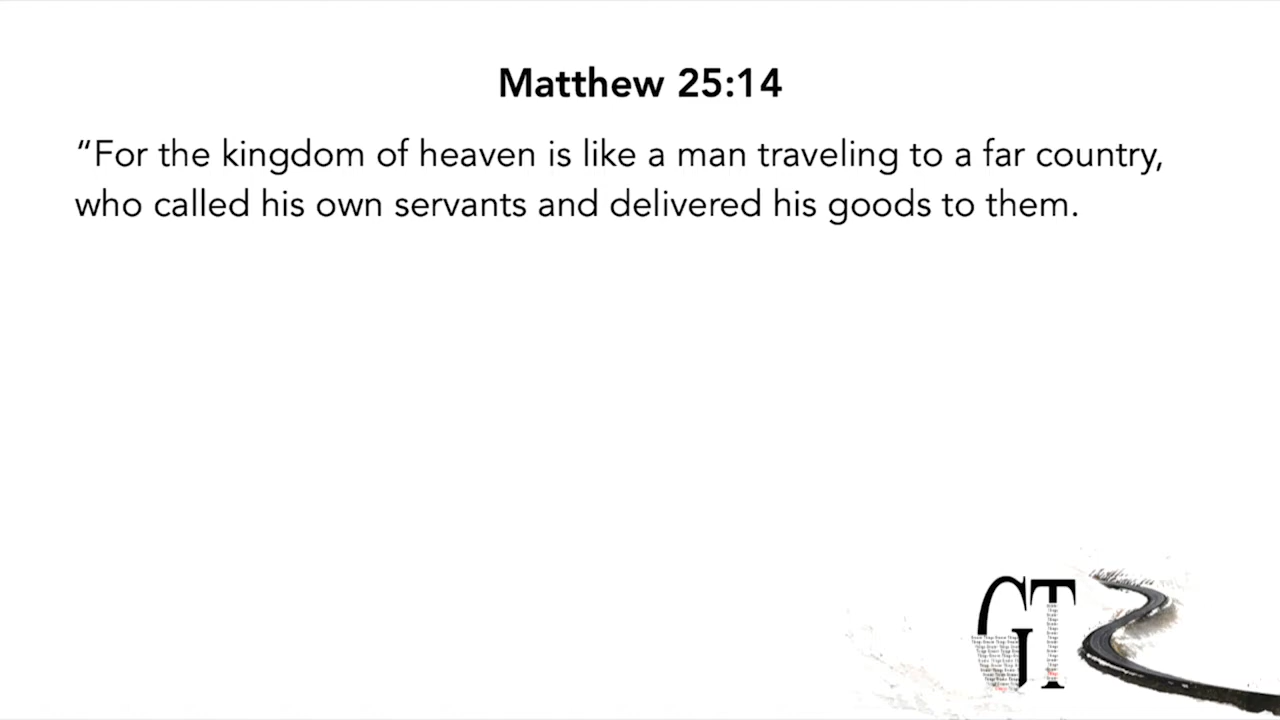 Matthew 25:14
“For the kingdom of heaven is like a man traveling to a far country,
who called his own servants and delivered his goods to them.
GT